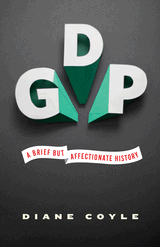 GDP
A BRIEF BUT
AFFECTIONATE HISTORY
DIANE COYLE